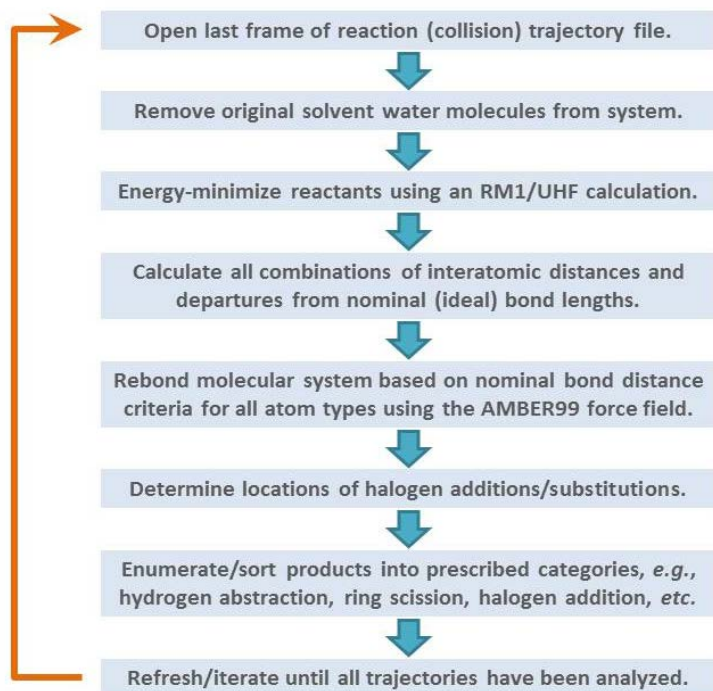 Open last frame of reaction (collision) trajectory file.
Remove original solvent water molecules from system.
Energy-minimize reactants using an RM1/UHF calculation.
Calculate all combinations of interatomic distances and
departures from nominal (ideal) bond lengths.
Rebond molecular system based on nominal bond distance
criteria for all atom types using the AMBER99 force field.
Determine locations of halogen additions/substitutions.
Enumerate/sort products into prescribed categories, e.g.,
hydrogen abstraction, ring scission, halogen addition, etc.
Refresh/iterate until all trajectories have been analyzed.